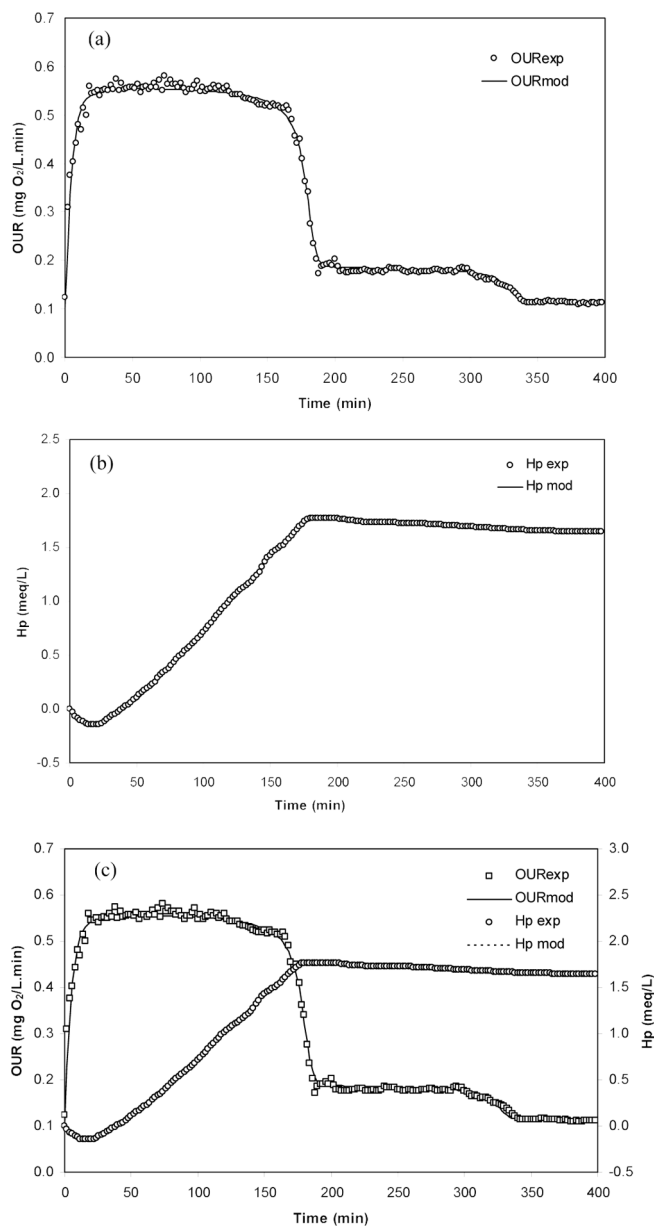 (a)
OURexp
OURmod
0.7
0.6
0.5
0.4
0.3
0.2
0.1
0.0
OUR (mg O₂/L.min)
0 50 100 150 200 250 300 350 400
Time (min)
(b)
Hp exp
Hp mod
2.5
2.0
1.5
1.0
0.5
0.0
-0.5
Hp (meq/L)
0 50 100 150 200 250 300 350 400
Time (min)
(c)
OURexp
OURmod
Hp exp
Hp mod
0.7
0.6
0.5
0.4
0.3
0.2
0.1
0.0
OUR (mg O₂/L.min)
3.0
2.5
2.0
1.5
1.0
0.5
0.0
-0.5
Hp (meq/L)
0 50 100 150 200 250 300 350 400
Time (min)